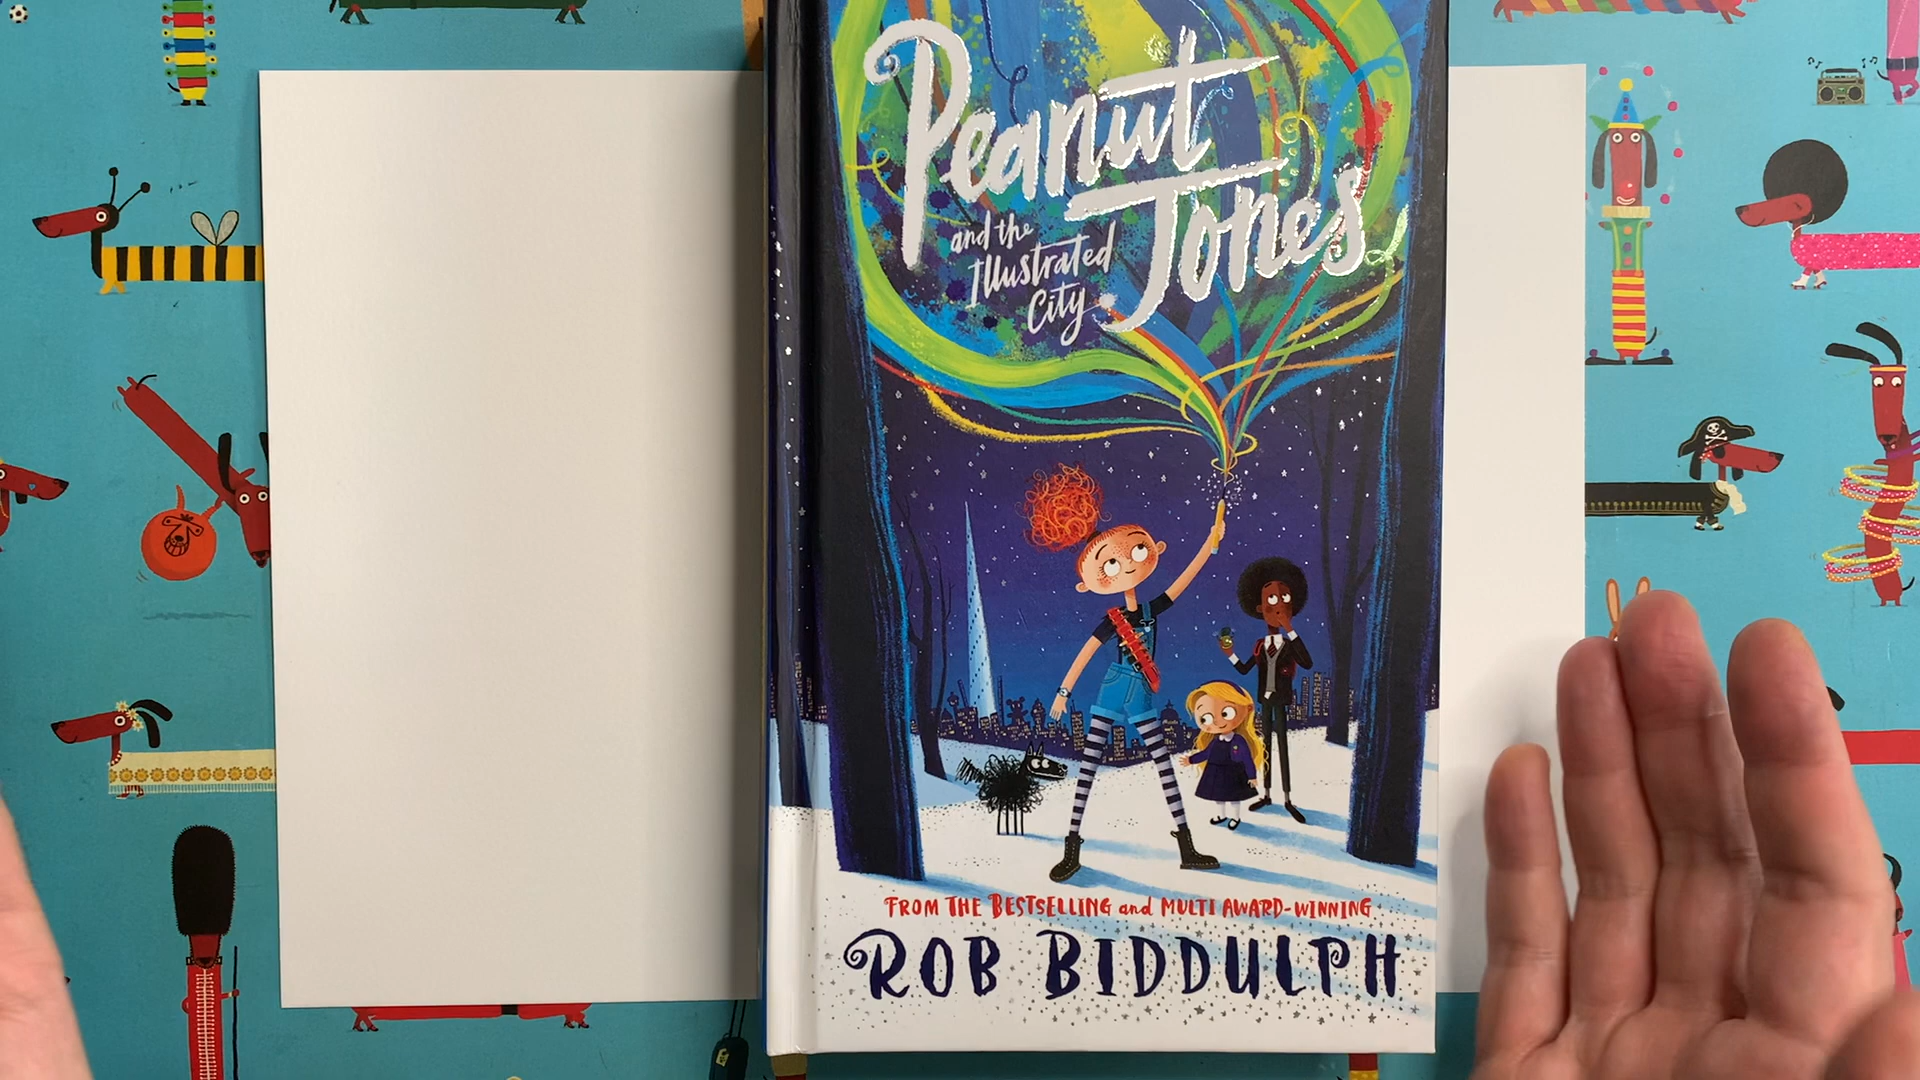 Peanut
Jones
and the
Illustrated
City
FROM THE BESTSELLING and MULTI AWARD-WINNING
ROB BIDDULPH